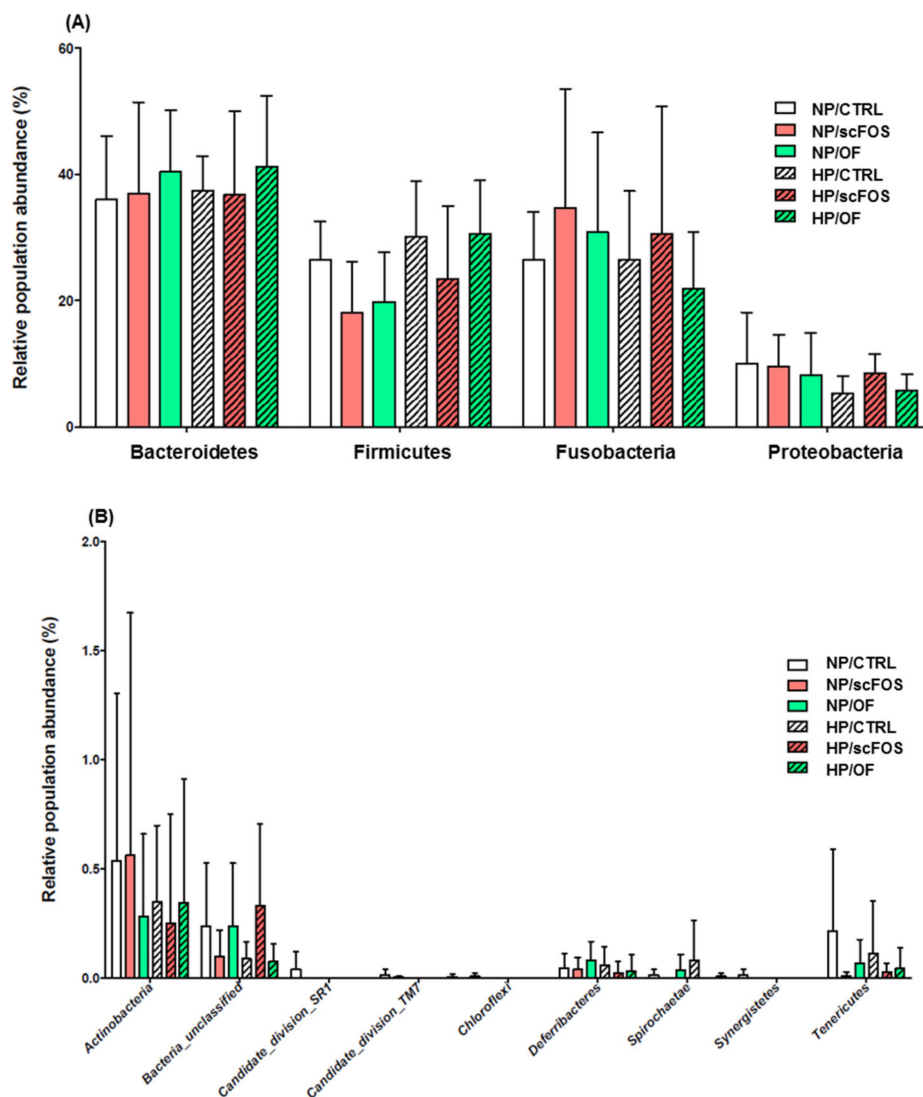 (A)
Relative population abundance (%)
60
40
20
0
NP/CTRL
NP/scFOS
NP/OF
HP/CTRL
HP/scFOS
HP/OF
Bacteroidetes
Firmicutes
Fusobacteria
Proteobacteria
(B)
Relative population abundance (%)
2.0
1.5
1.0
0.5
0.0
NP/CTRL
NP/scFOS
NP/OF
HP/CTRL
HP/scFOS
HP/OF
Actinobacteria
Bacteria_unclassified
Candidate_division_SR1
Candidate_division_TM7
Chloroflexi
Deferribacteres
Spirochaetae
Synergistetes
Tenericutes